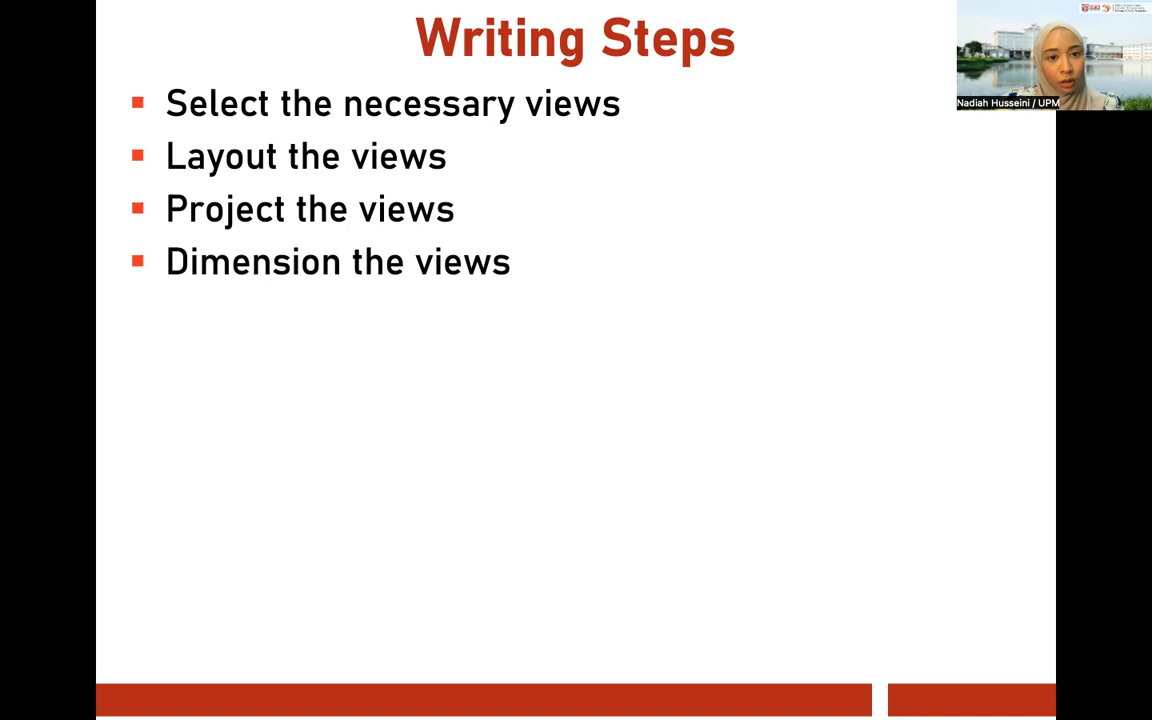 Writing Steps
Select the necessary views
Layout the views
Project the views
Dimension the views
Nadiah Husseini / UPM